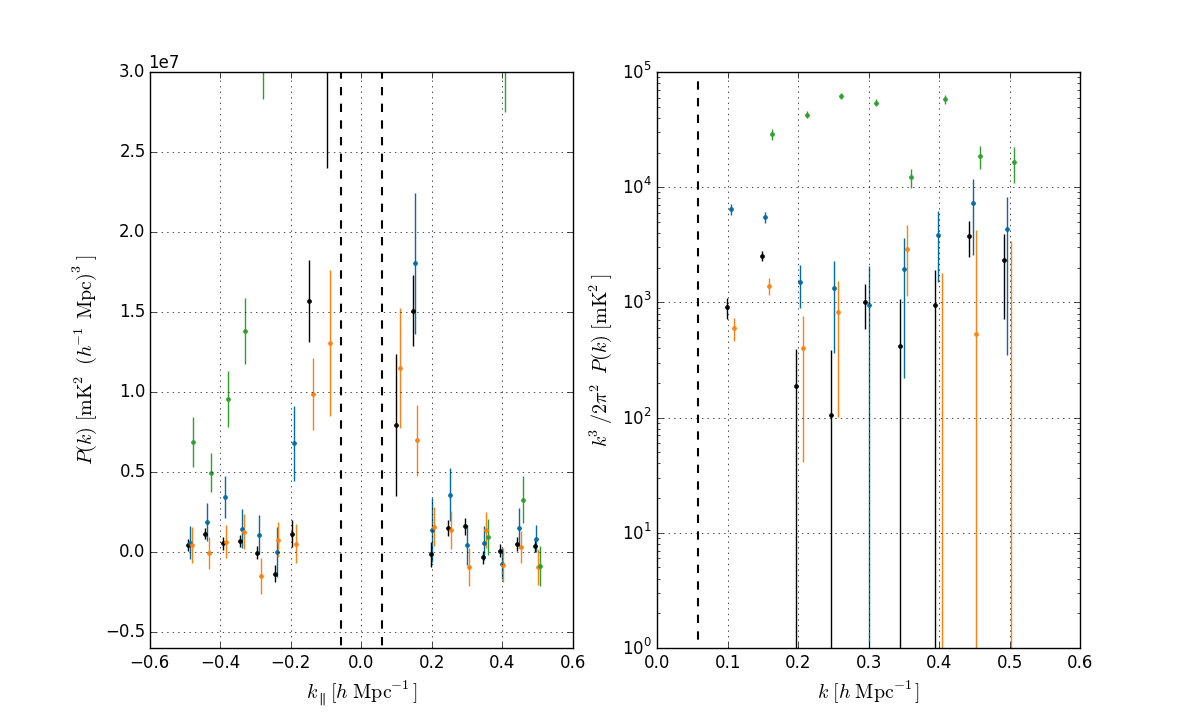 1e7
3.0
2.5
2.0
1.5
1.0
0.5
0.0
−0.5
−0.6 −0.4 −0.2 0.0 0.2 0.4 0.6
k∥ [h Mpc⁻¹]
P(k) [mK² (h⁻¹ Mpc)³ ]
10⁵
10⁴
10³
10²
10¹
10⁰
0.0 0.1 0.2 0.3 0.4 0.5 0.6
k [h Mpc⁻¹]
k³/2π² P(k) [mK² ]